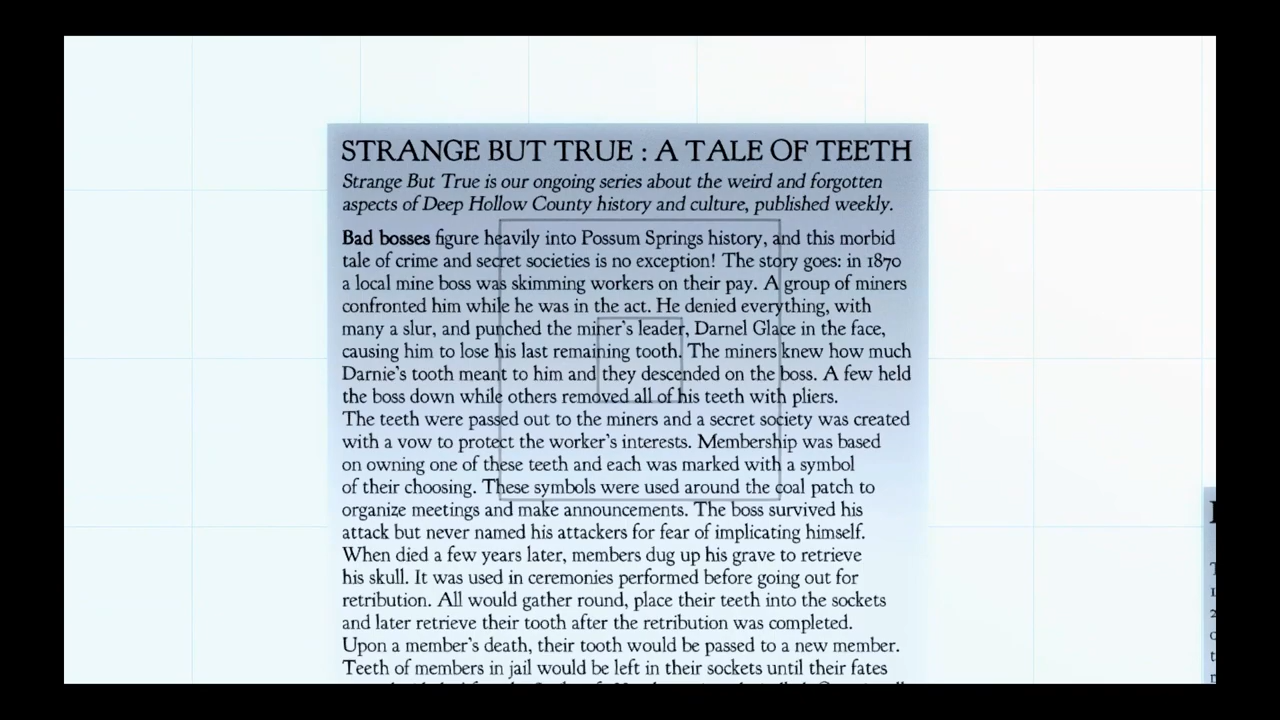 STRANGE BUT TRUE : A TALE OF TEETH
Strange But True is our ongoing series about the weird and forgotten
aspects of Deep Hollow County history and culture, published weekly.
Bad bosses figure heavily into Possum Springs history, and this morbid
tale of crime and secret societies is no exception! The story goes: in 1870
a local mine boss was skimming workers on their pay. A group of miners
confronted him while he was in the act. He denied everything, with
many a slur, and punched the miner's leader, Darnel Glace in the face,
causing him to lose his last remaining tooth. The miners knew how much
Darnie's tooth meant to him and they descended on the boss. A few held
the boss down while others removed all of his teeth with pliers.
The teeth were passed out to the miners and a secret society was created
with a vow to protect the worker's interests. Membership was based
on owning one of these teeth and each was marked with a symbol
of their choosing. These symbols were used around the coal patch to
organize meetings and make announcements. The boss survived his
attack but never named his attackers for fear of implicating himself.
When died a few years later, members dug up his grave to retrieve
his skull. It was used in ceremonies performed before going out for
retribution. All would gather round, place their teeth into the sockets
and later retrieve their tooth after the retribution was completed.
Upon a member's death, their tooth would be passed to a new member.
Teeth of members in jail would be left in their sockets until their fates